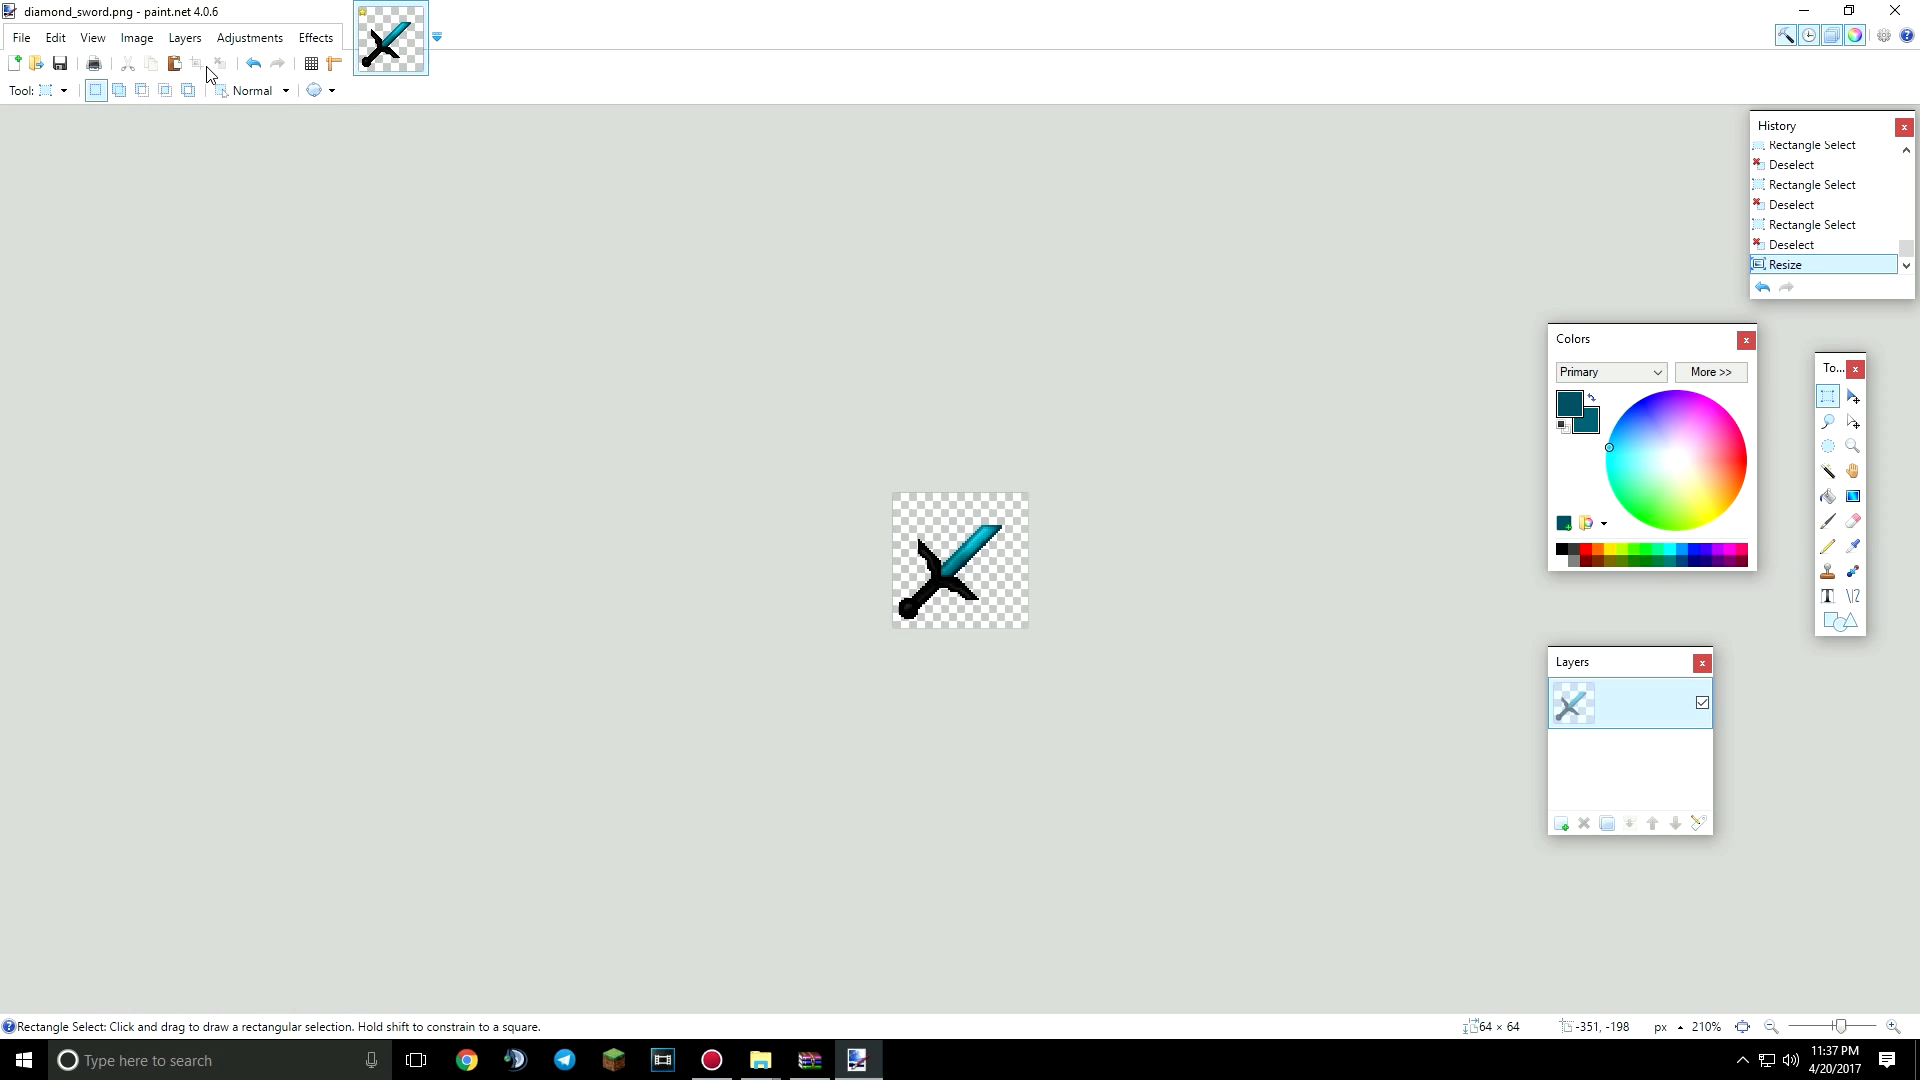 diamond_sword.png - paint.net 4.0.6
File Edit View Image Layers Adjustments Effects
Tool: Normal
History
Rectangle Select
Deselect
Rectangle Select
Deselect
Rectangle Select
Deselect
Resize
Colors
Primary More >>
To...
Layers
Rectangle Select: Click and drag to draw a rectangular selection. Hold shift to constrain to a square.
64 × 64 -351, -198 px 210%
Type here to search
11:37 PM
4/20/2017